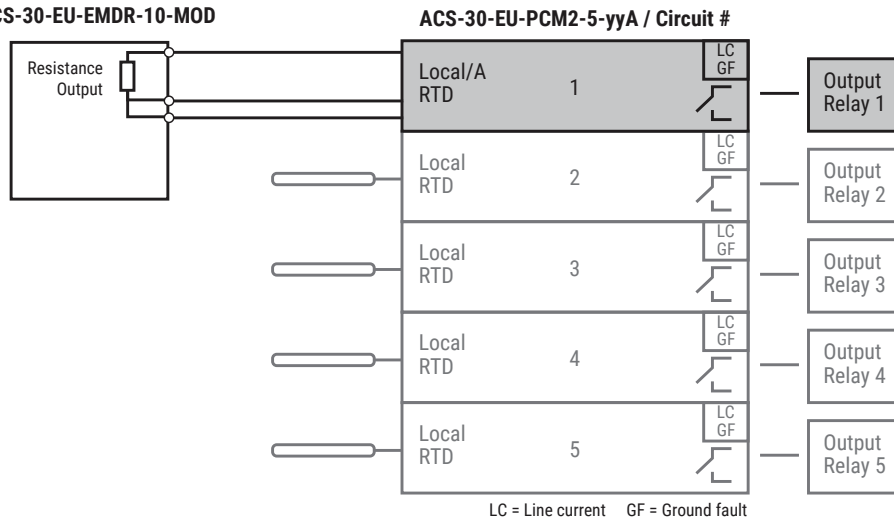 CS-30-EU-EMDR-10-MOD
ACS-30-EU-PCM2-5-yyA / Circuit #
Resistance
Output
Local/A
RTD
1
LC
GF
Output
Relay 1
Local
RTD
2
LC
GF
Output
Relay 2
Local
RTD
3
LC
GF
Output
Relay 3
Local
RTD
4
LC
GF
Output
Relay 4
Local
RTD
5
LC
GF
Output
Relay 5
LC = Line current GF = Ground fault